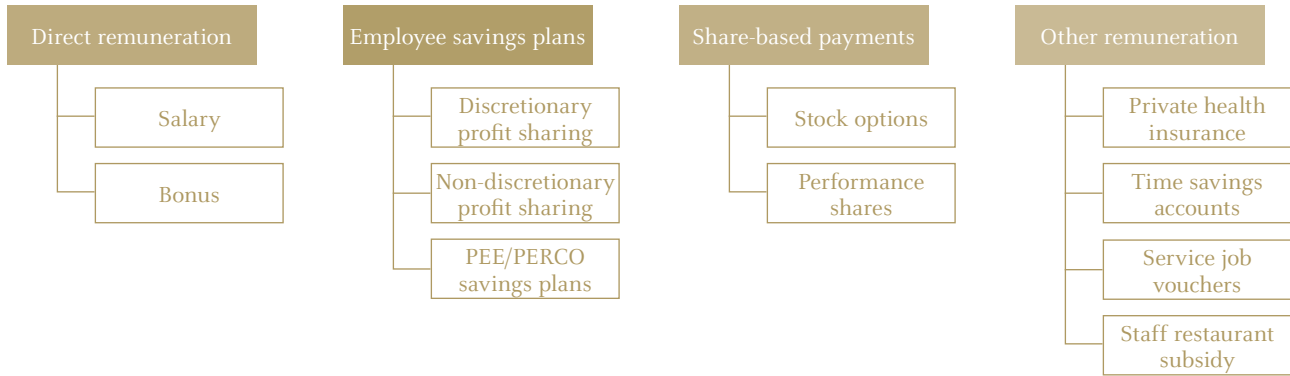 Direct remuneration
Salary
Bonus
Employee savings plans
Discretionary
profit sharing
Non-discretionary
profit sharing
PEE/PERCO
savings plans
Share-based payments
Stock options
Performance
shares
Other remuneration
Private health
insurance
Time savings
accounts
Service job
vouchers
Staff restaurant
subsidy